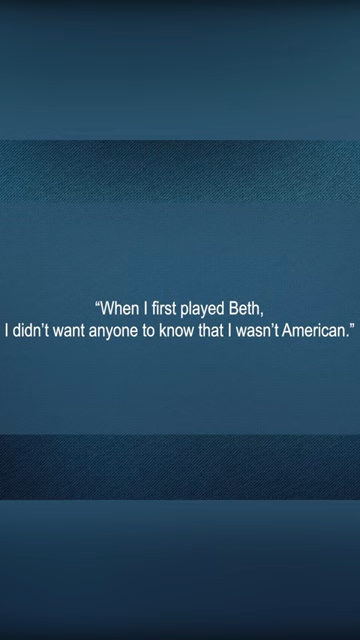 “When I first played Beth,
I didn’t want anyone to know that I wasn’t American.”